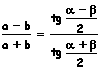 a − b / a + b = tg (α − β)/2 / tg (α + β)/2